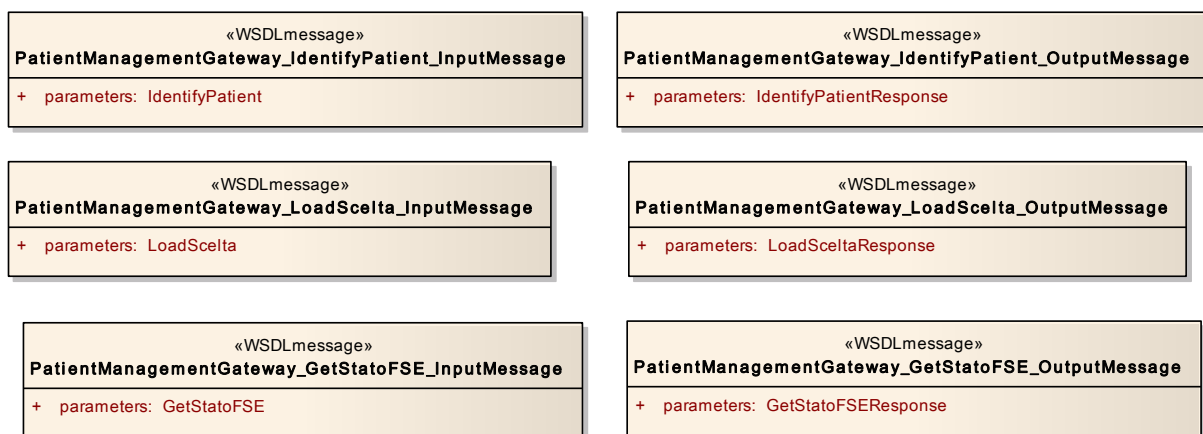 «WSDLmessage»
PatientManagementGateway_IdentifyPatient_InputMessage
+ parameters: IdentifyPatient
«WSDLmessage»
PatientManagementGateway_IdentifyPatient_OutputMessage
+ parameters: IdentifyPatientResponse
«WSDLmessage»
PatientManagementGateway_LoadScelta_InputMessage
+ parameters: LoadScelta
«WSDLmessage»
PatientManagementGateway_LoadScelta_OutputMessage
+ parameters: LoadSceltaResponse
«WSDLmessage»
PatientManagementGateway_GetStatoFSE_InputMessage
+ parameters: GetStatoFSE
«WSDLmessage»
PatientManagementGateway_GetStatoFSE_OutputMessage
+ parameters: GetStatoFSEResponse